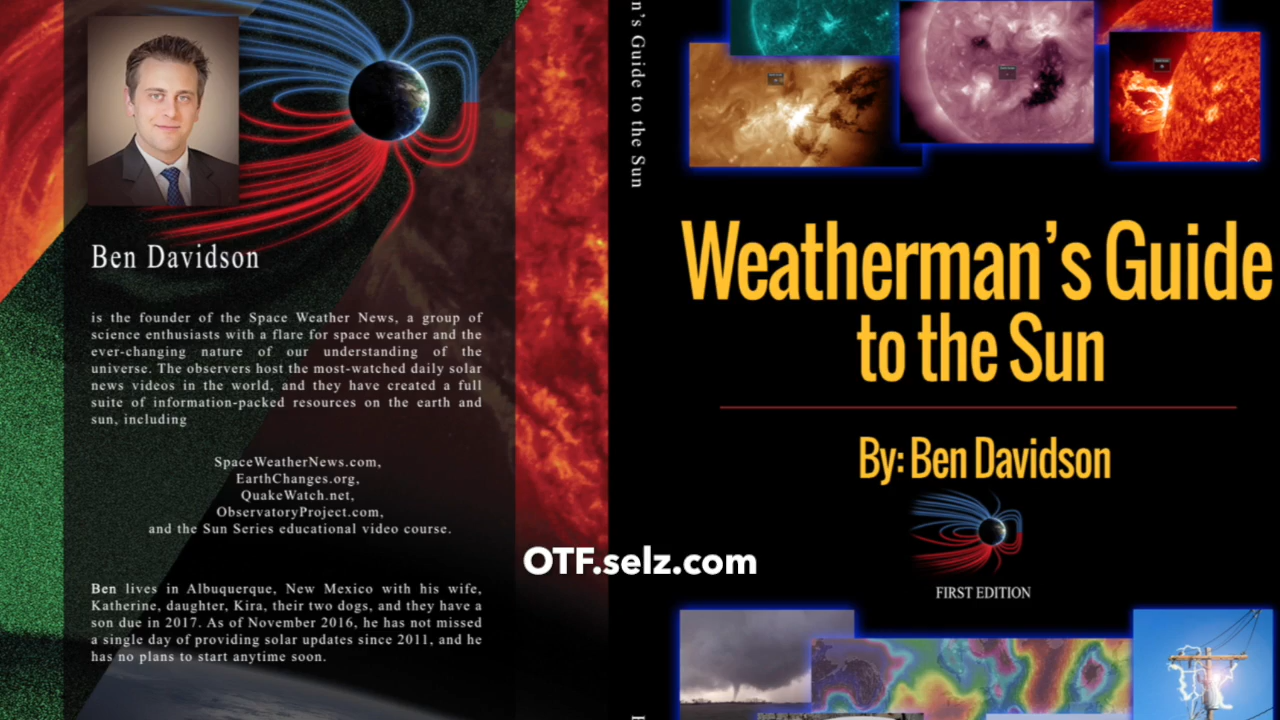 Ben Davidson
is the founder of the Space Weather News, a group of
science enthusiasts with a flare for space weather and the
ever-changing nature of our understanding of the
universe. The observers host the most-watched daily solar
news videos in the world, and they have created a full
suite of information-packed resources on the earth and
sun, including
SpaceWeatherNews.com,
EarthChanges.org,
QuakeWatch.net,
ObservatoryProject.com,
and the Sun Series educational video course.
Ben lives in Albuquerque, New Mexico with his wife,
Katherine, daughter, Kira, their two dogs, and they have a
son due in 2017. As of November 2016, he has not missed
a single day of providing solar updates since 2011, and he
has no plans to start anytime soon.
n's Guide to the Sun
Weatherman's Guide
to the Sun
By: Ben Davidson
FIRST EDITION
OTF.selz.com